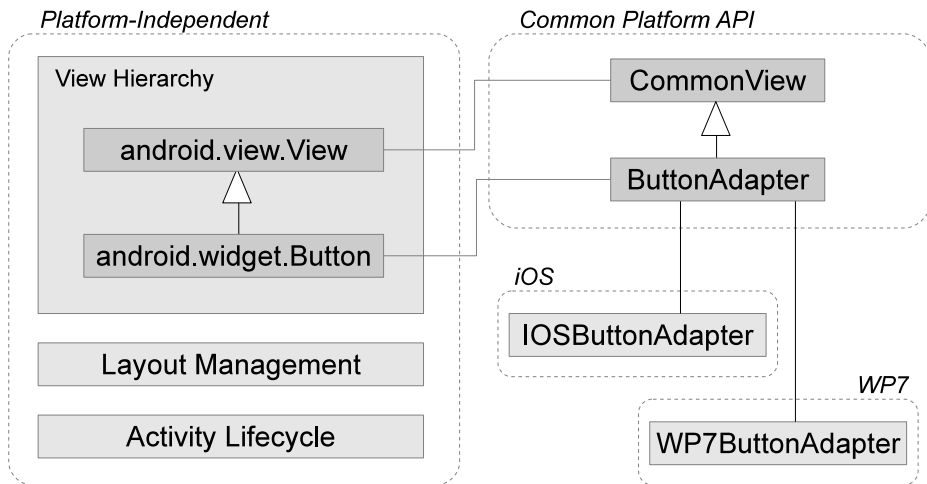 Platform-Independent
View Hierarchy
android.view.View
android.widget.Button
Layout Management
Activity Lifecycle
Common Platform API
CommonView
ButtonAdapter
iOS
IOSButtonAdapter
WP7
WP7ButtonAdapter